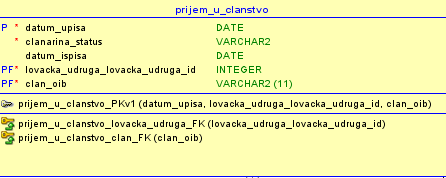 prijem_u_clanstvo
P * datum_upisa DATE
* clanarina_status VARCHAR2
datum_ispisa DATE
PF* lovacka_udruga_lovacka_udruga_id INTEGER
PF* clan_oib VARCHAR2 (11)
prijem_u_clanstvo_PKv1 (datum_upisa, lovacka_udruga_lovacka_udruga_id, clan_oib)
prijem_u_clanstvo_lovacka_udruga_FK (lovacka_udruga_lovacka_udruga_id)
prijem_u_clanstvo_clan_FK (clan_oib)